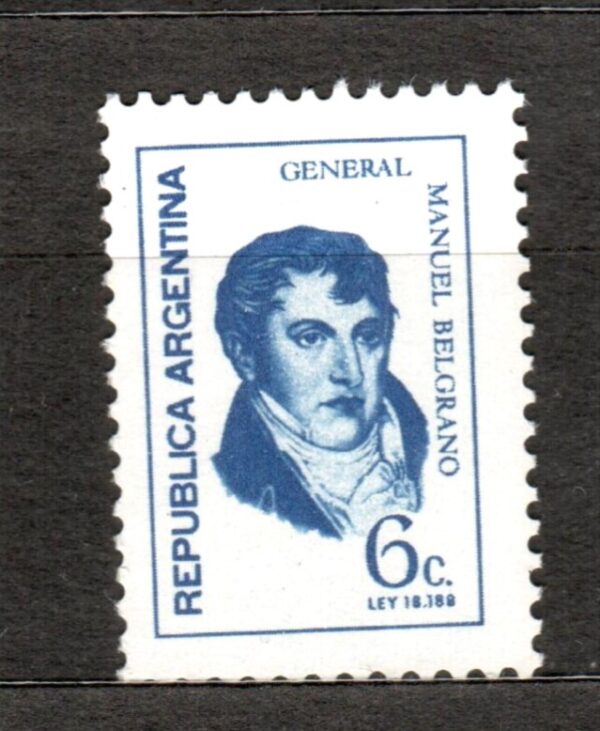 GENERAL
MANUEL BELGRANO
REPUBLICA ARGENTINA
6c.
LEY 18.188